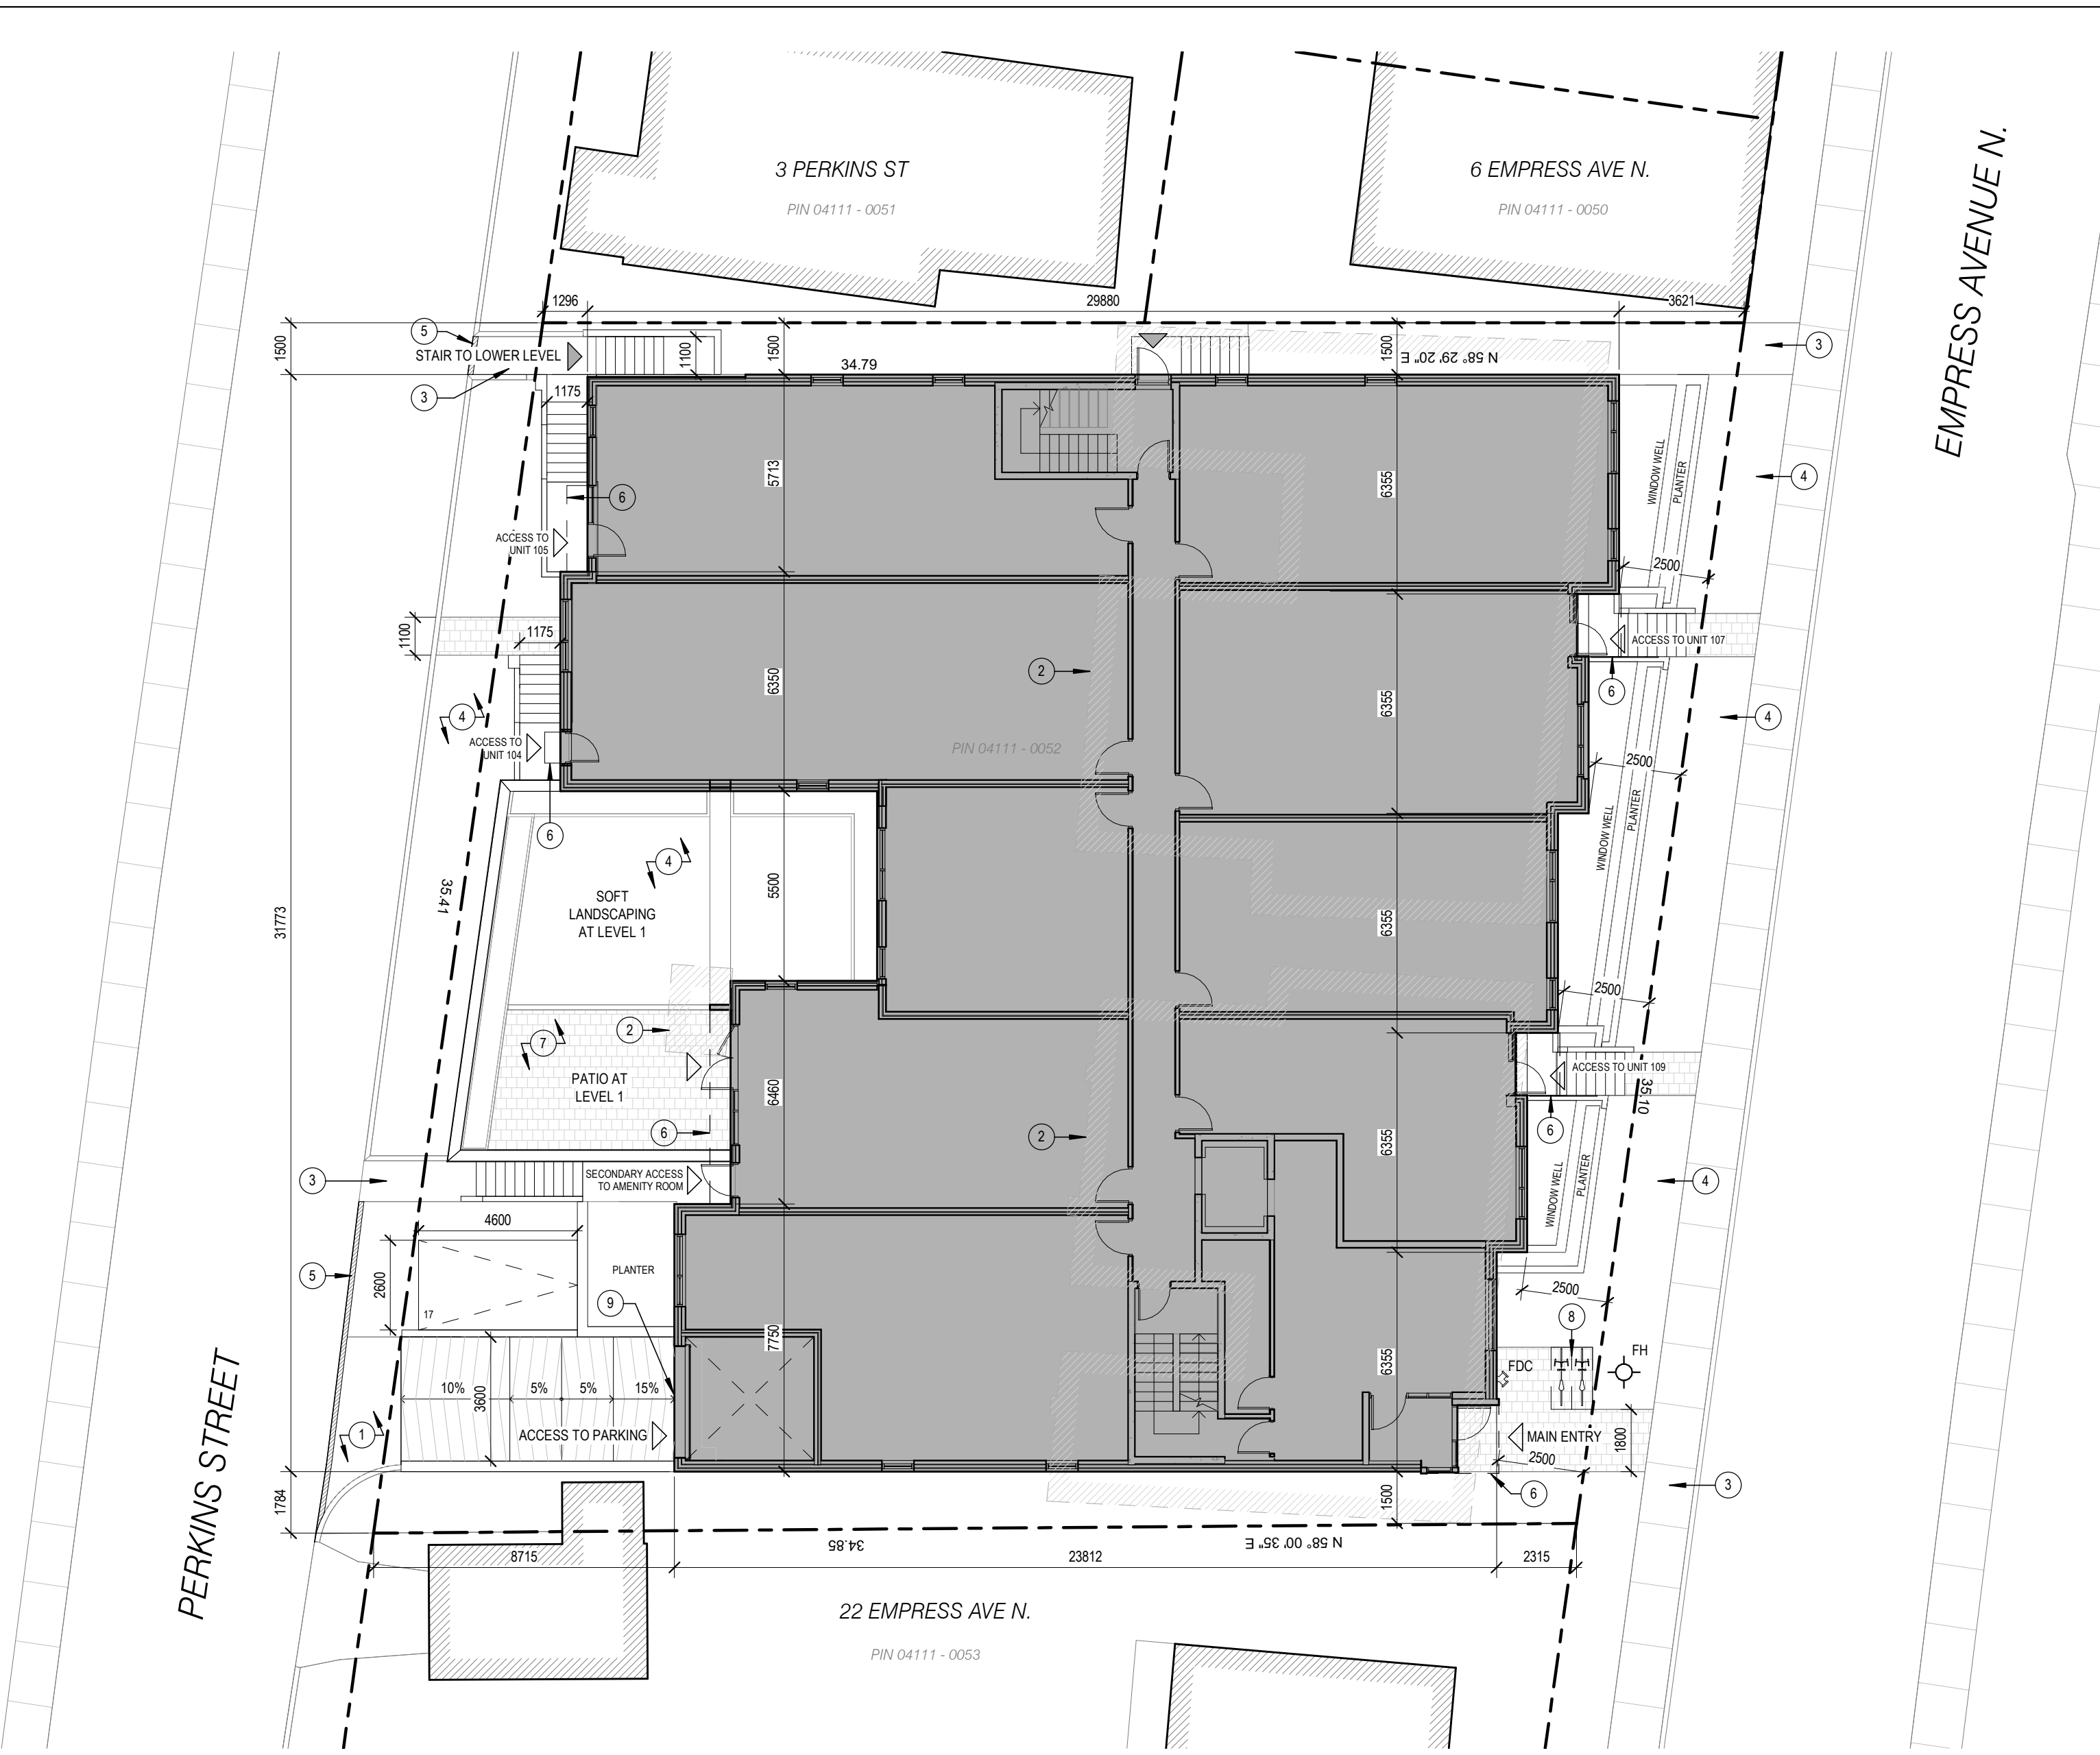 3 PERKINS ST
PIN 04111 - 0051
6 EMPRESS AVE N.
PIN 04111 - 0050
EMPRESS AVENUE N.
1296
29880
3621
5
STAIR TO LOWER LEVEL
3
1500
1100
1500
34.79
1500
N 58° 29' 20" E
3
1175
5713
6355
WINDOW WELL
PLANTER
4
6
ACCESS TO
UNIT 105
2500
1100
1175
ACCESS TO UNIT 107
6
2
6350
6355
4
4
ACCESS TO
UNIT 104
PIN 04111 - 0052
2500
6
4
WINDOW WELL
PLANTER
35.41
SOFT
LANDSCAPING
AT LEVEL 1
5500
6355
31773
2500
2
7
PATIO AT
LEVEL 1
6460
ACCESS TO UNIT 109
35.10
6
2
6
6355
3
SECONDARY ACCESS
TO AMENITY ROOM
WINDOW WELL
PLANTER
4
4600
2600
5
17
PLANTER
9
2500
8
7750
6355
FDC
FH
10%
3600
5%
5%
15%
1
ACCESS TO PARKING
MAIN ENTRY
1800
2500
PERKINS STREET
1784
1500
6
3
34.85
N 58° 00' 35" E
8715
23812
2315
22 EMPRESS AVE N.
PIN 04111 - 0053